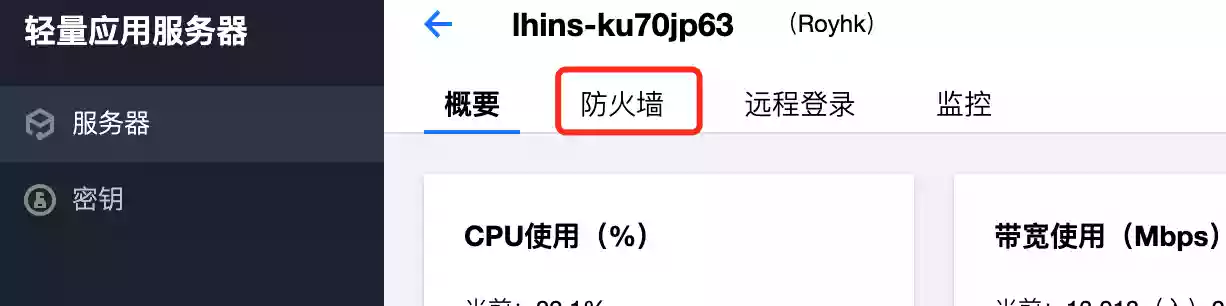 轻量应用服务器
服务器
密钥
lhins-ku70jp63 （Royhk）
概要 防火墙 远程登录 监控
CPU使用（%）
带宽使用（Mbps）